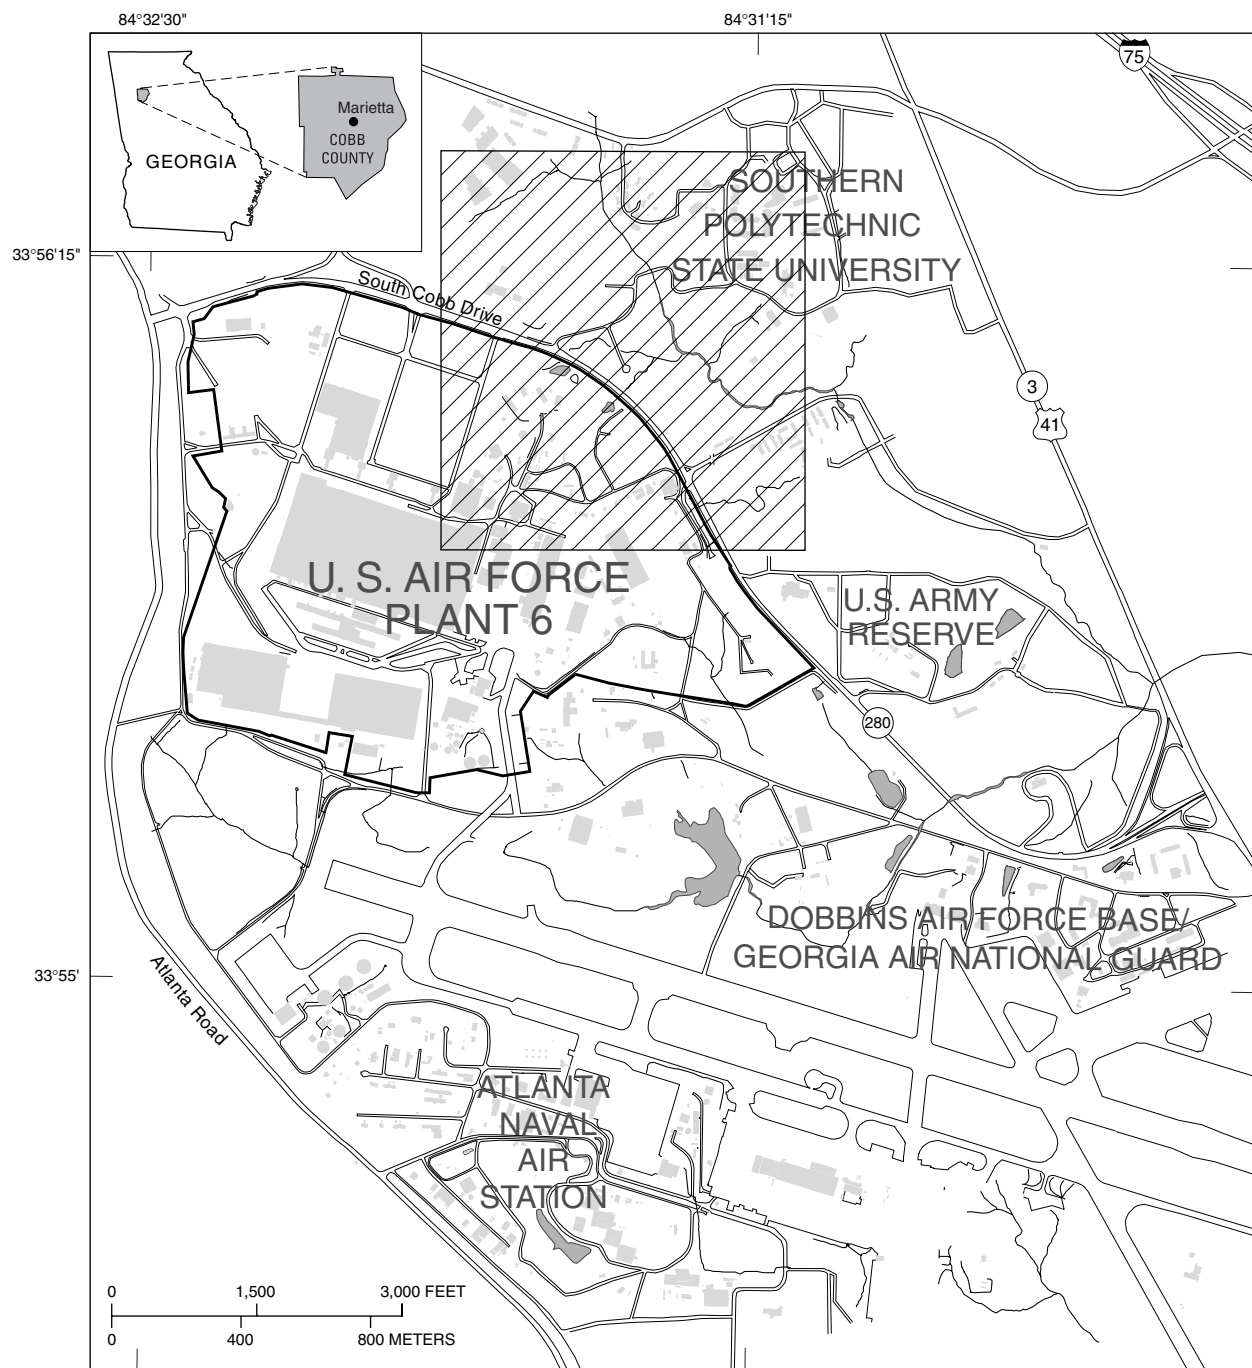 84°32'30"
84°31'15"
75
Marietta
COBB
COUNTY
GEORGIA
SOUTHERN
POLYTECHNIC
STATE UNIVERSITY
33°56'15"
South Cobb Drive
3
41
U. S. AIR FORCE
PLANT 6
U.S. ARMY
RESERVE
280
DOBBINS AIR FORCE BASE/
GEORGIA AIR NATIONAL GUARD
33°55'
Atlanta Road
ATLANTA
NAVAL
AIR
STATION
0 1,500 3,000 FEET
0 400 800 METERS